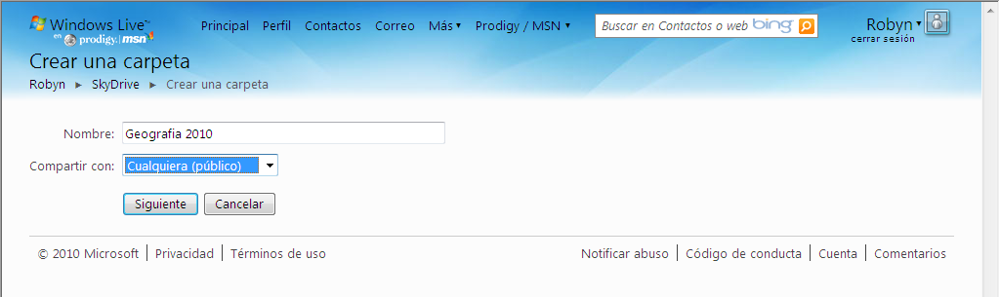 Windows Live™ Principal Perfil Contactos Correo Más Prodigy / MSN Buscar en Contactos o web bing Robyn
en prodigy msn cerrar sesión
Crear una carpeta
Robyn ▸ SkyDrive ▸ Crear una carpeta
Nombre: Geografia 2010
Compartir con: Cualquiera (público)
Siguiente Cancelar
© 2010 Microsoft Privacidad Términos de uso Notificar abuso Código de conducta Cuenta Comentarios